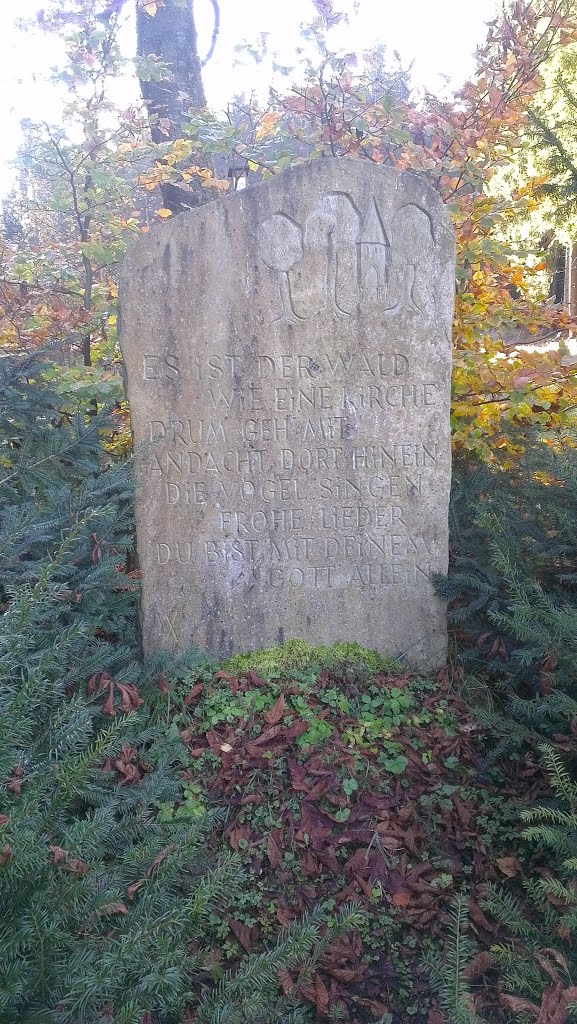 ES iST DER WALD
WiE EiNE KiRCHE
DRUM GEH MiT
ANDACHT DORT HiNEiN
DiE VÖGEL SiNGEN
FROHE LiEDER
DU BiST MiT DEiNEM
GOTT ALLEiN